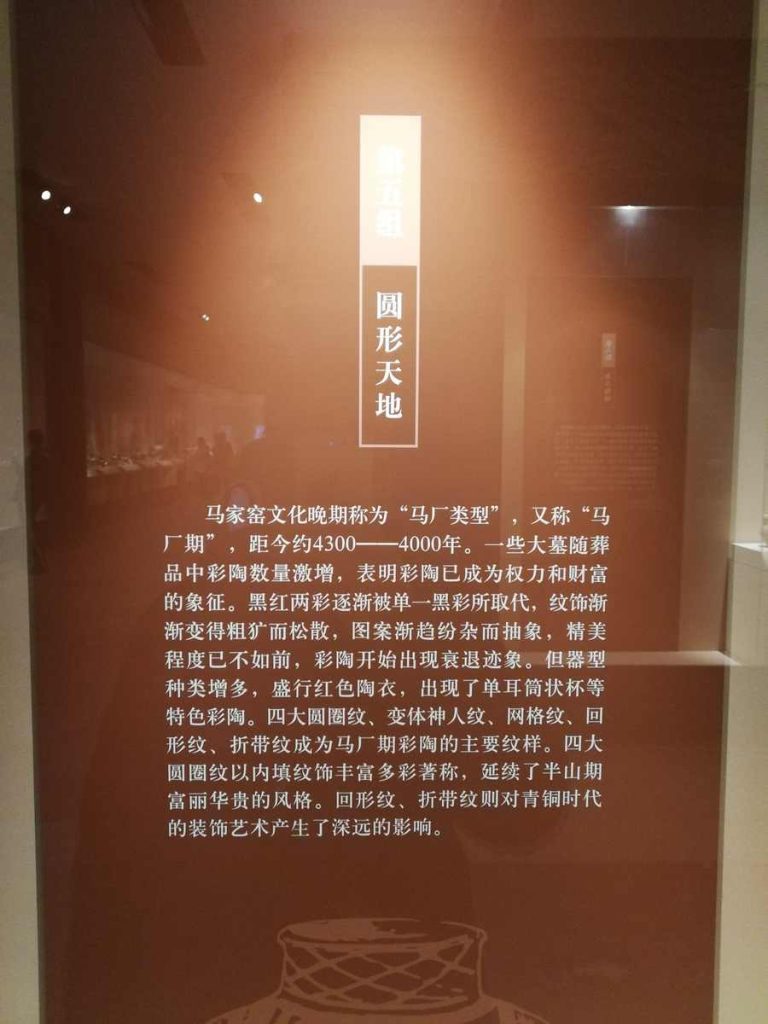 第五组
圆形天地
马家窑文化晚期称为“马厂类型”，又称“马
厂期”，距今约4300——4000年。一些大墓随葬
品中彩陶数量激增，表明彩陶已成为权力和财富
的象征。黑红两彩逐渐被单一黑彩所取代，纹饰渐
渐变得粗犷而松散，图案渐趋纷杂而抽象，精美
程度已不如前，彩陶开始出现衰退迹象。但器型
种类增多，盛行红色陶衣，出现了单耳筒状杯等
特色彩陶。四大圆圈纹、变体神人纹、网格纹、回
形纹、折带纹成为马厂期彩陶的主要纹样。四大
圆圈纹以内填纹饰丰富多彩著称，延续了半山期
富丽华贵的风格。回形纹、折带纹则对青铜时代
的装饰艺术产生了深远的影响。